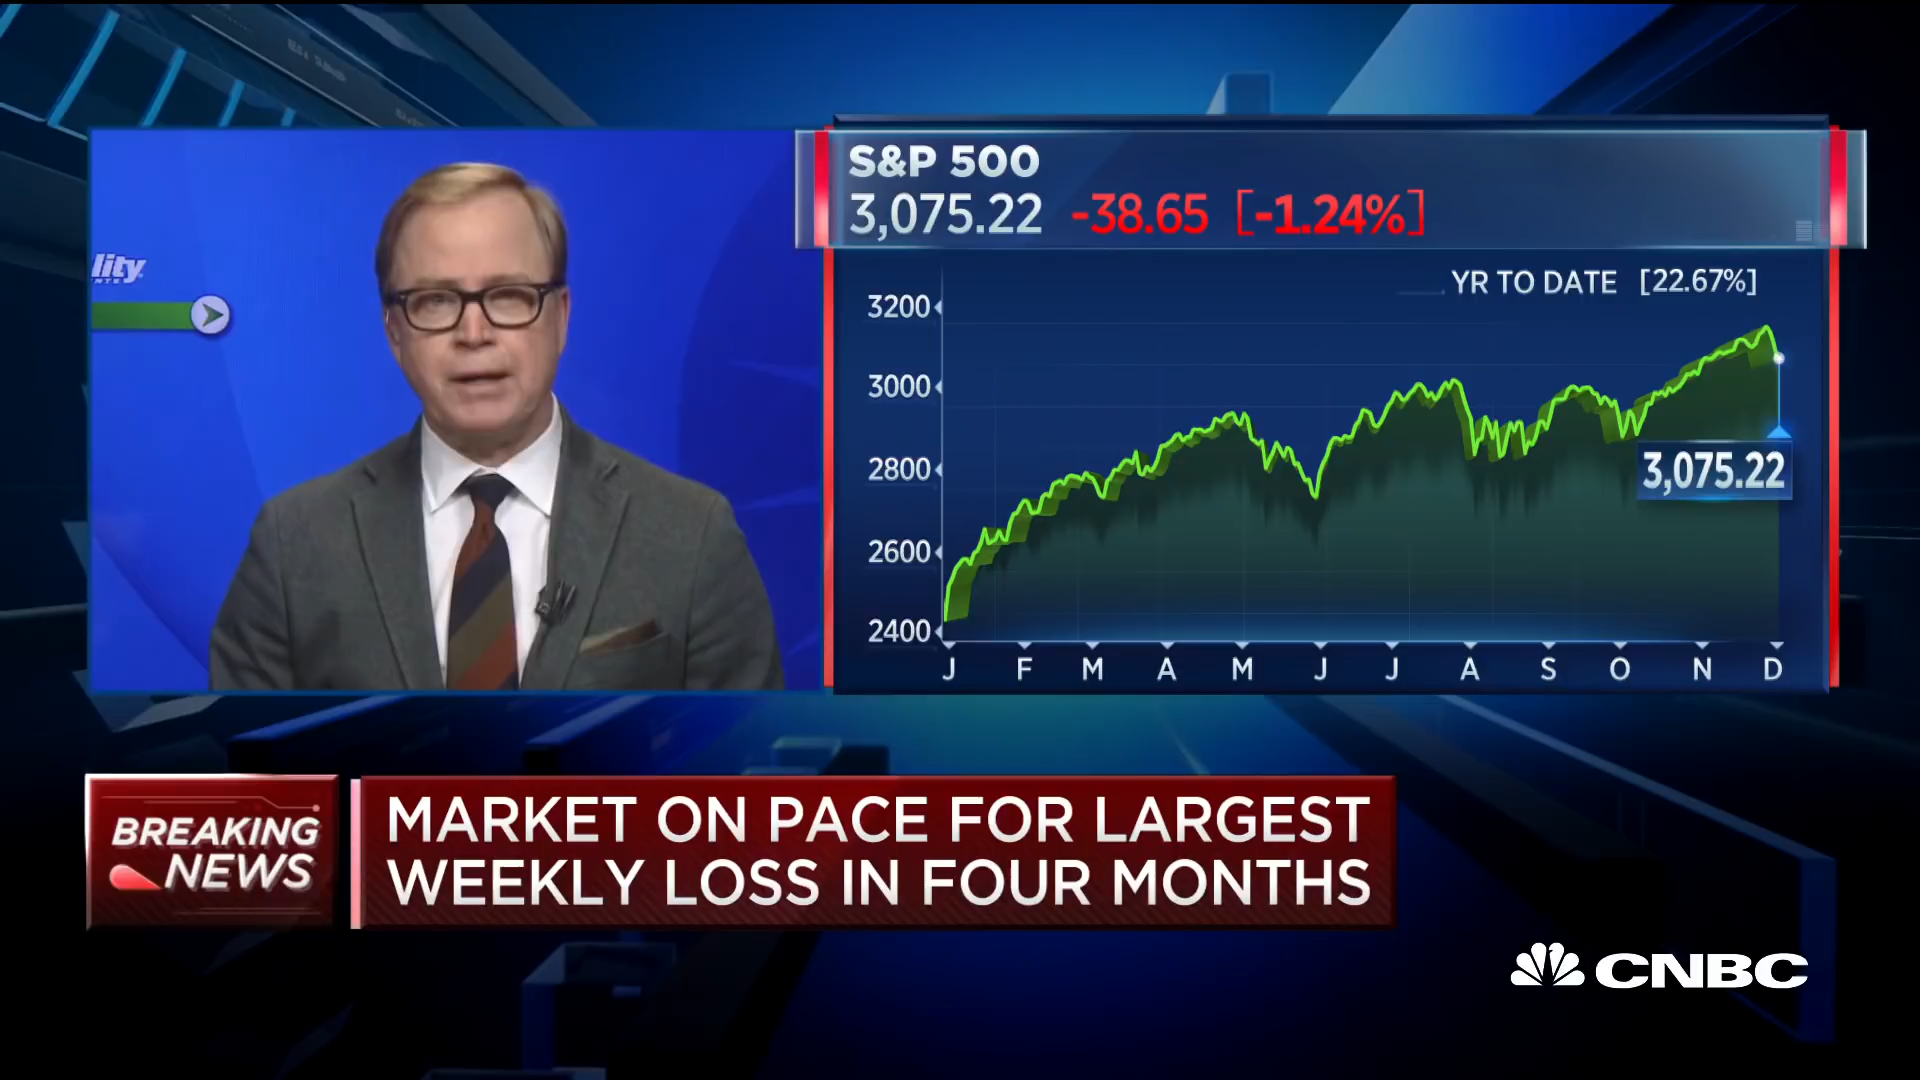 lity
S&P 500
3,075.22 -38.65 [-1.24%]
YR TO DATE [22.67%]
3200
3000
2800
2600
2400
3,075.22
J F M A M J J A S O N D
BREAKING
NEWS
MARKET ON PACE FOR LARGEST
WEEKLY LOSS IN FOUR MONTHS
CNBC